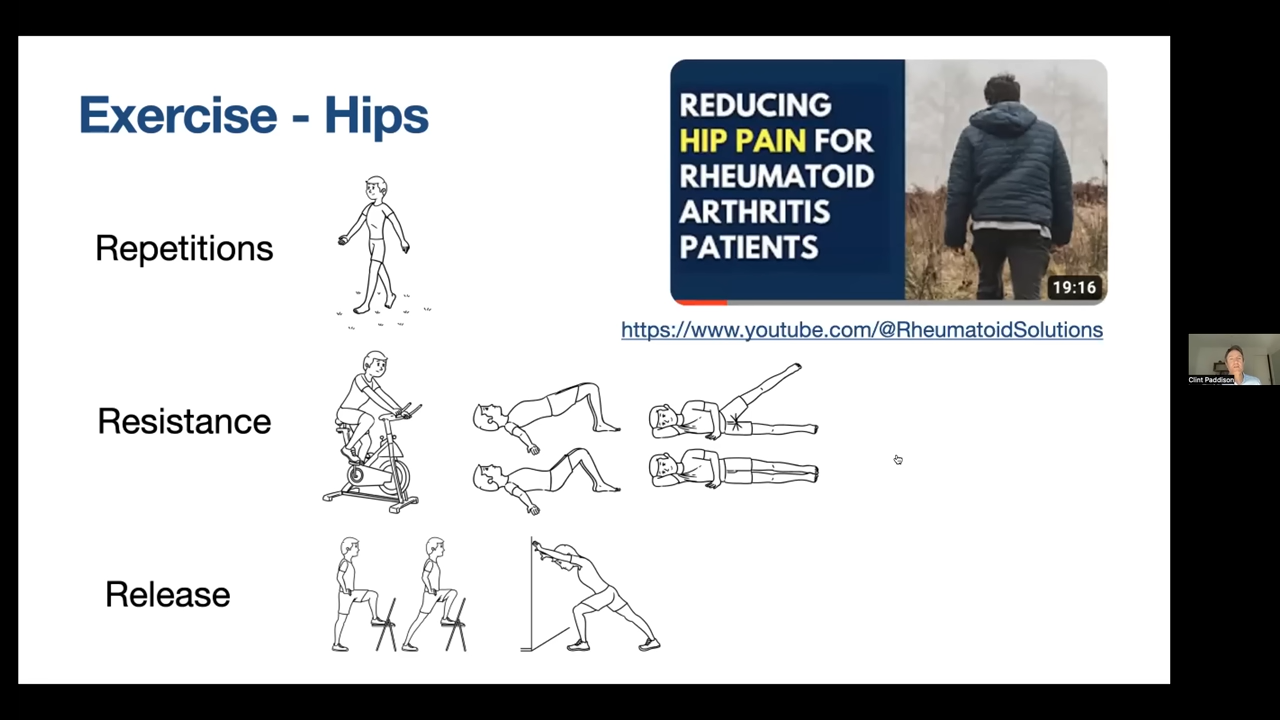 Exercise - Hips
REDUCING
HIP PAIN FOR
RHEUMATOID
ARTHRITIS
PATIENTS
19:16
https://www.youtube.com/@RheumatoidSolutions
Repetitions
Resistance
Clint Paddison
Release